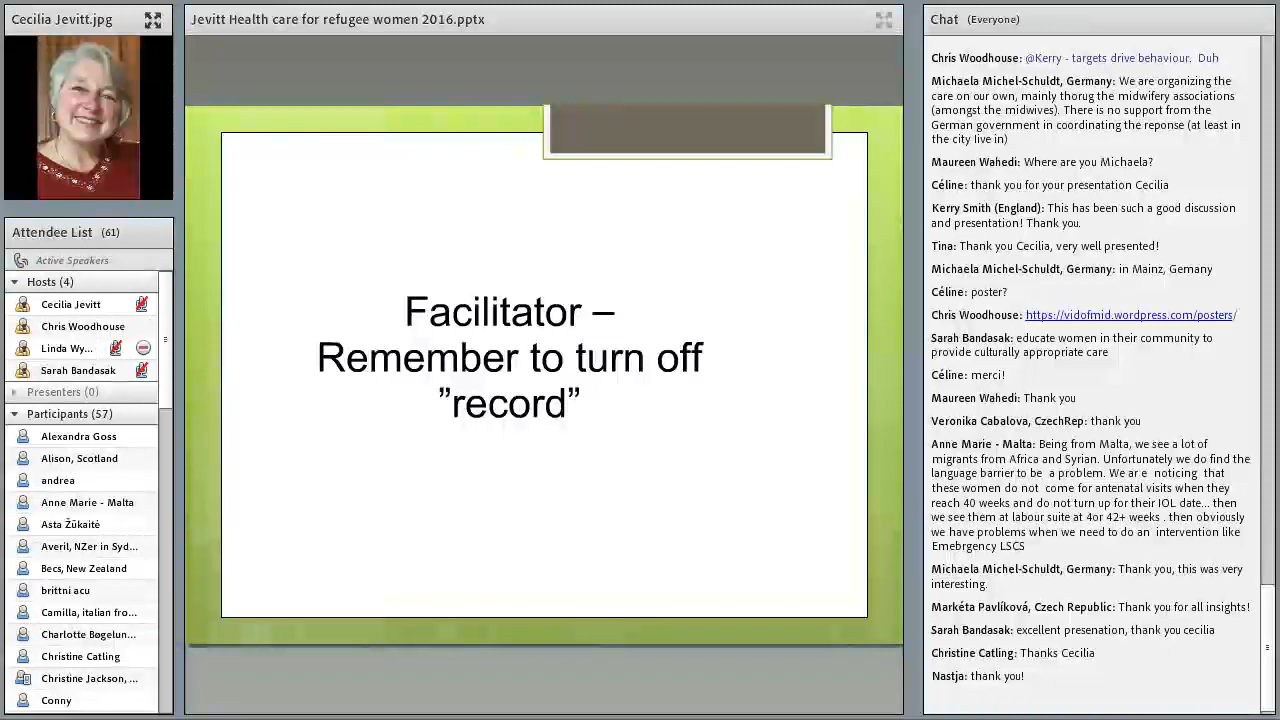 Cecilia Jevitt.jpg
Attendee List (61)
Active Speakers
Hosts (4)
Cecilia Jevitt
Chris Woodhouse
Linda Wy...
Sarah Bandasak
Presenters (0)
Participants (57)
Alexandra Goss
Alison, Scotland
andrea
Anne Marie - Malta
Asta Žūkaitė
Averil, NZer in Syd...
Becs, New Zealand
brittni acu
Camilla, italian fro...
Charlotte Bøgelun...
Christine Catling
Christine Jackson, ...
Conny
Jevitt Health care for refugee women 2016.pptx
Facilitator –
Remember to turn off
”record”
Chat (Everyone)
Chris Woodhouse: @Kerry - targets drive behaviour. Duh
Michaela Michel-Schuldt, Germany: We are organizing the
care on our own, mainly thorug the midwifery associations
(amongst the midwives). There is no support from the
German government in coordinating the reponse (at least in
the city live in)
Maureen Wahedi: Where are you Michaela?
Céline: thank you for your presentation Cecilia
Kerry Smith (England): This has been such a good discussion
and presentation! Thank you.
Tina: Thank you Cecilia, very well presented!
Michaela Michel-Schuldt, Germany: in Mainz, Gemany
Céline: poster?
Chris Woodhouse: https://vidofmid.wordpress.com/posters/
Sarah Bandasak: educate women in their community to
provide culturally appropriate care
Céline: merci!
Maureen Wahedi: Thank you
Veronika Cabalova, CzechRep: thank you
Anne Marie - Malta: Being from Malta, we see a lot of
migrants from Africa and Syrian. Unfortunately we do find the
language barrier to be a problem. We ar e noticing that
these women do not come for antenatal visits when they
reach 40 weeks and do not turn up for their IOL date... then
we see them at labour suite at 4or 42+ weeks . then obviously
we have problems when we need to do an intervention like
Emebrgency LSCS
Michaela Michel-Schuldt, Germany: Thank you, this was very
interesting.
Markéta Pavlíková, Czech Republic: Thank you for all insights!
Sarah Bandasak: excellent presenation, thank you cecilia
Christine Catling: Thanks Cecilia
Nastja: thank you!